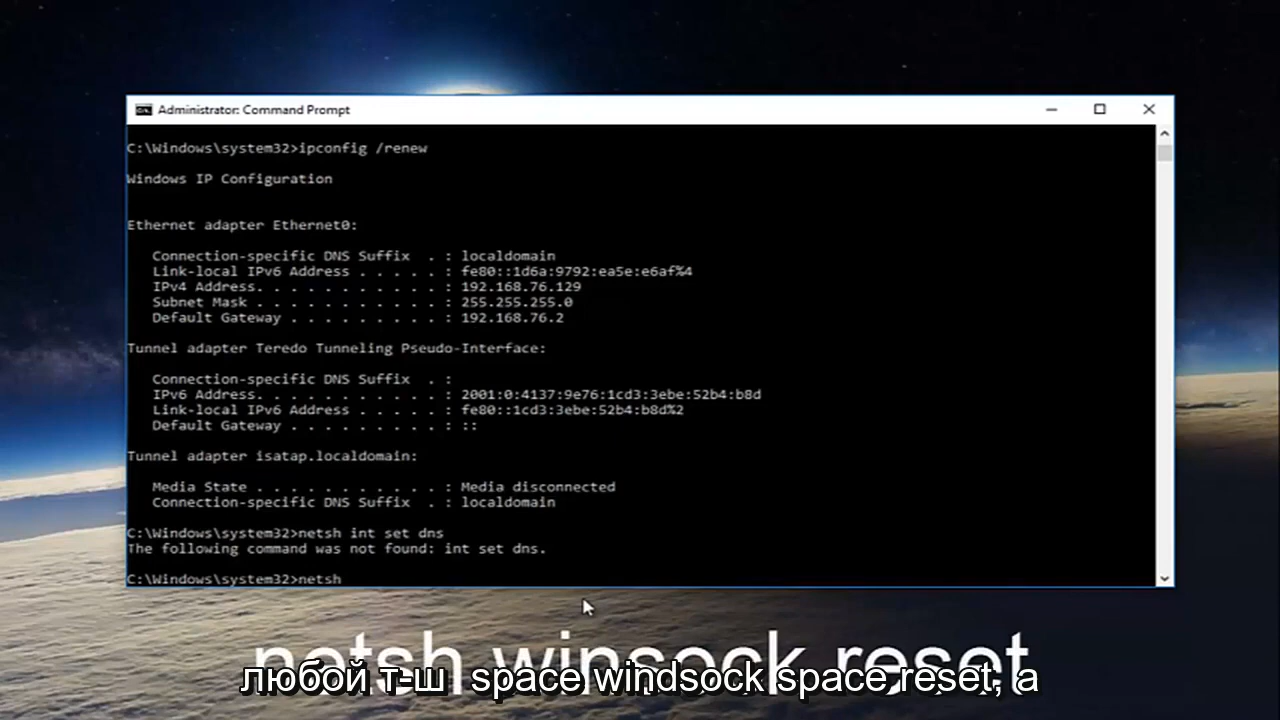 Administrator: Command Prompt
C:\Windows\system32>ipconfig /renew
Windows IP Configuration
Ethernet adapter Ethernet0:
Connection-specific DNS Suffix . : localdomain
Link-local IPv6 Address . . . . . : fe80::1d6a:9792:ea5e:e6af%4
IPv4 Address. . . . . . . . . . . : 192.168.76.129
Subnet Mask . . . . . . . . . . . : 255.255.255.0
Default Gateway . . . . . . . . . : 192.168.76.2
Tunnel adapter Teredo Tunneling Pseudo-Interface:
Connection-specific DNS Suffix . :
IPv6 Address. . . . . . . . . . . : 2001:0:4137:9e76:1cd3:3ebe:52b4:b8d
Link-local IPv6 Address . . . . . : fe80::1cd3:3ebe:52b4:b8d%2
Default Gateway . . . . . . . . . : ::
Tunnel adapter isatap.localdomain:
Media State . . . . . . . . . . . : Media disconnected
Connection-specific DNS Suffix . : localdomain
C:\Windows\system32>netsh int set dns
The following command was not found: int set dns.
C:\Windows\system32>netsh
netsh winsock reset
любой т-ш space windsock space reset, а